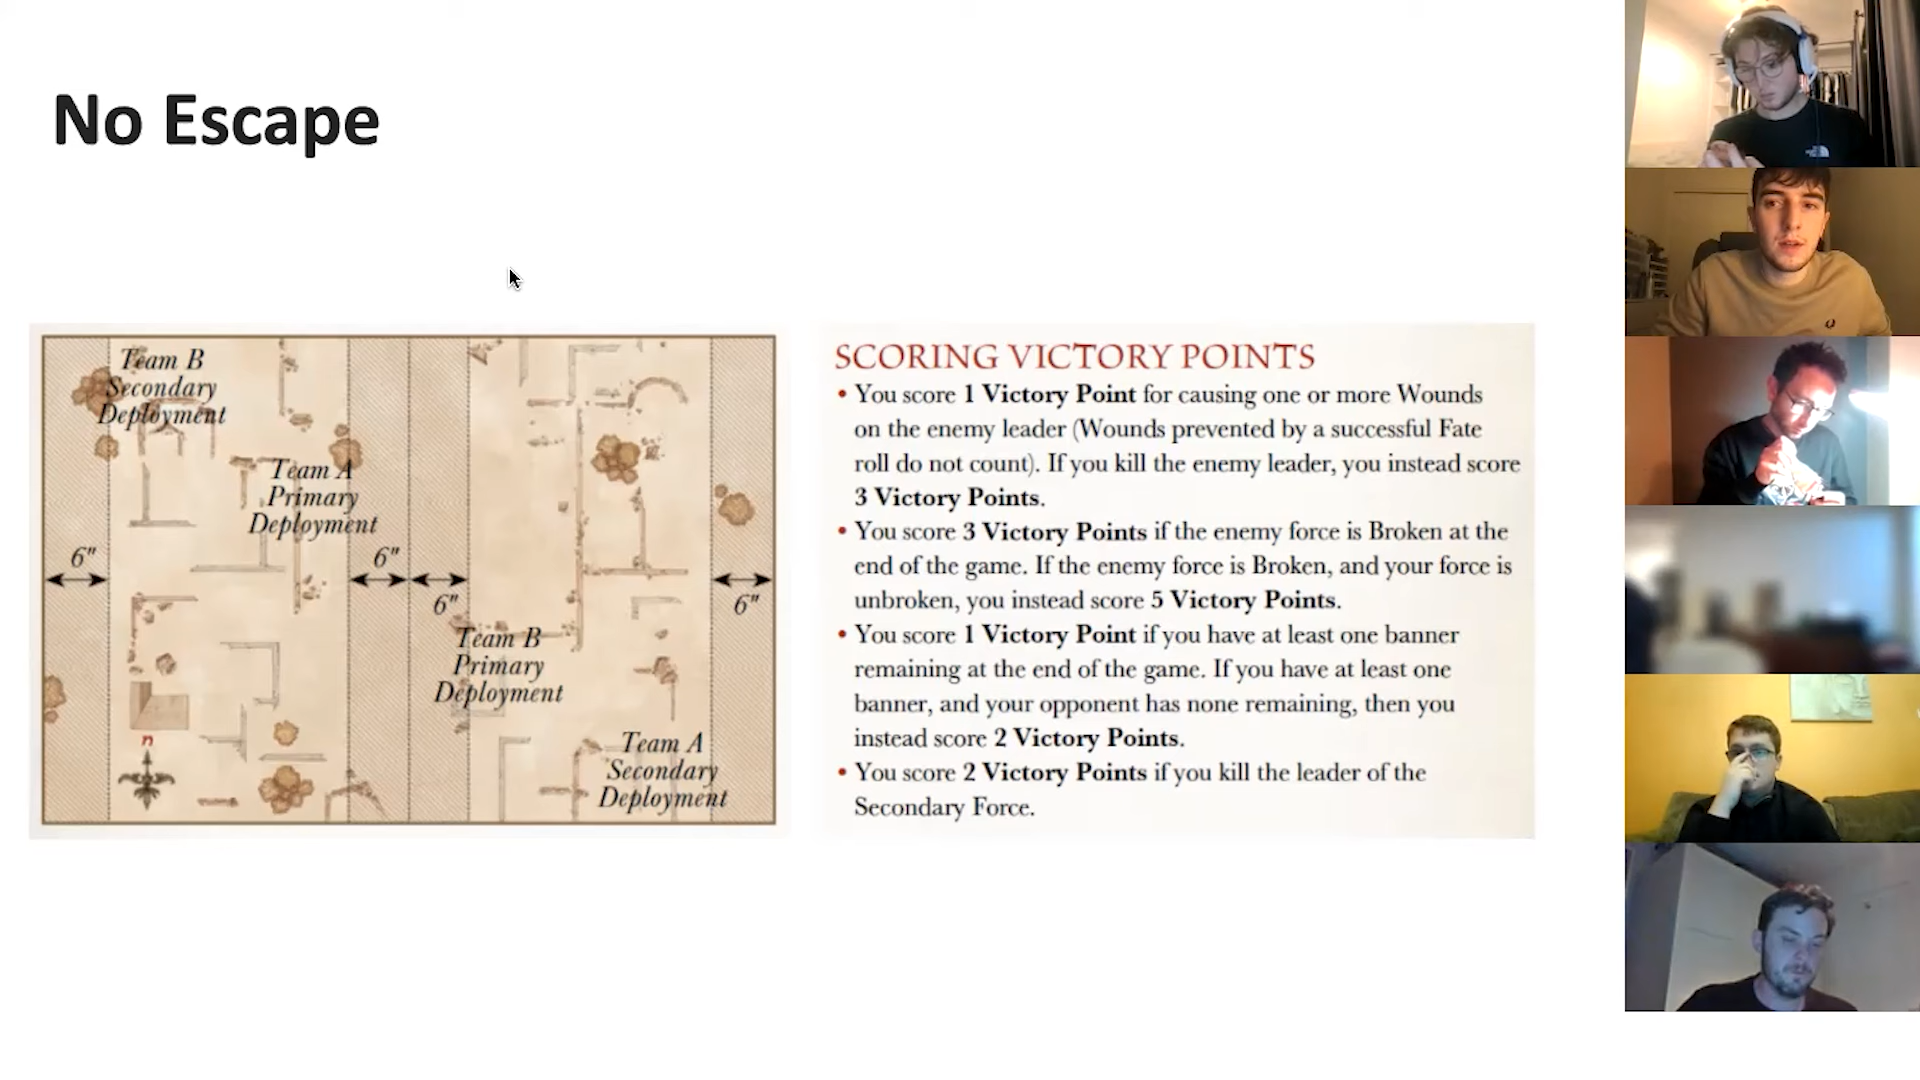 No Escape
Team B
Secondary
Deployment
Team A
Primary
Deployment
6"
6"
6"
6"
Team B
Primary
Deployment
Team A
Secondary
Deployment
n
SCORING VICTORY POINTS
• You score 1 Victory Point for causing one or more Wounds
on the enemy leader (Wounds prevented by a successful Fate
roll do not count). If you kill the enemy leader, you instead score
3 Victory Points.
• You score 3 Victory Points if the enemy force is Broken at the
end of the game. If the enemy force is Broken, and your force is
unbroken, you instead score 5 Victory Points.
• You score 1 Victory Point if you have at least one banner
remaining at the end of the game. If you have at least one
banner, and your opponent has none remaining, then you
instead score 2 Victory Points.
• You score 2 Victory Points if you kill the leader of the
Secondary Force.